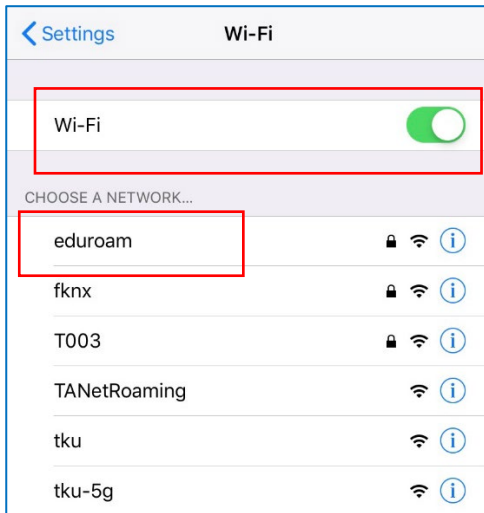 Settings Wi-Fi
Wi-Fi
CHOOSE A NETWORK...
eduroam
fknx
T003
TANetRoaming
tku
tku-5g